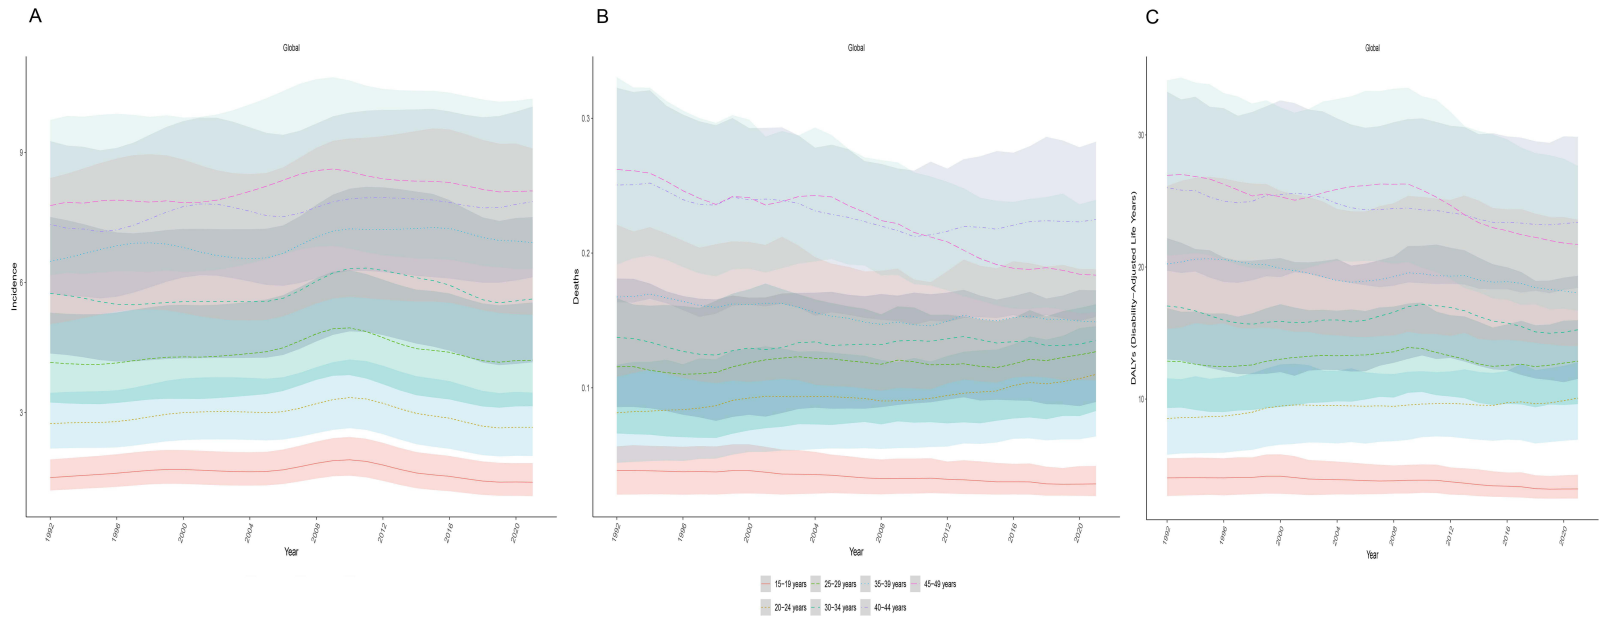 A
B
C
Global
Global
Global
Incidence
9
6
3
1992
1996
2000
2004
2008
2012
2016
2020
Year
Deaths
0.3
0.2
0.1
1992
1996
2000
2004
2008
2012
2016
2020
Year
DALYs (Disability-Adjusted Life Years)
30
20
10
1992
1996
2000
2004
2008
2012
2016
2020
Year
15-19 years 25-29 years 35-39 years 45-49 years
20-24 years 30-34 years 40-44 years